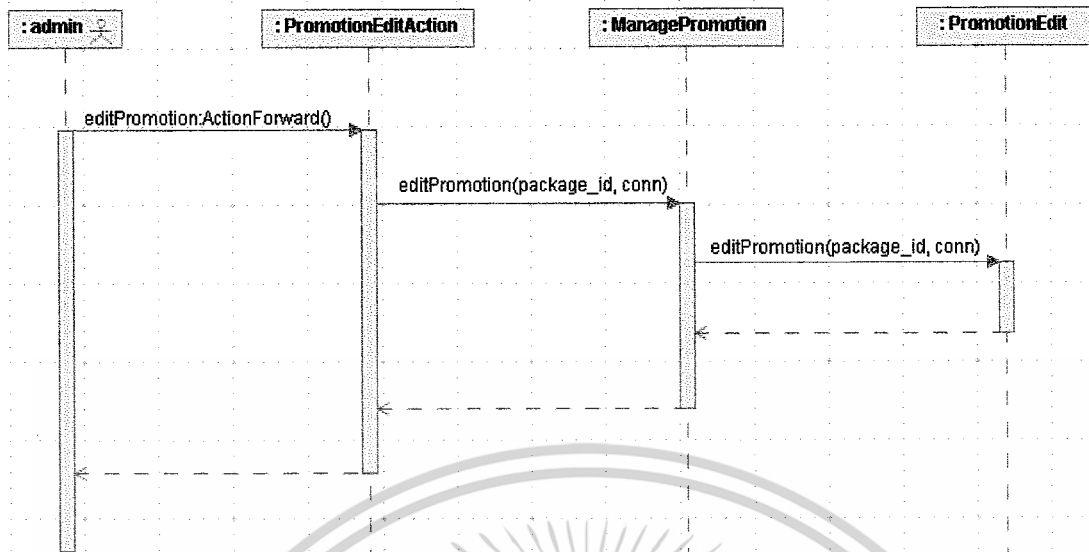 : admin
: PromotionEditAction
: ManagePromotion
: PromotionEdit
editPromotion:ActionForward()
editPromotion(package_id, conn)
editPromotion(package_id, conn)